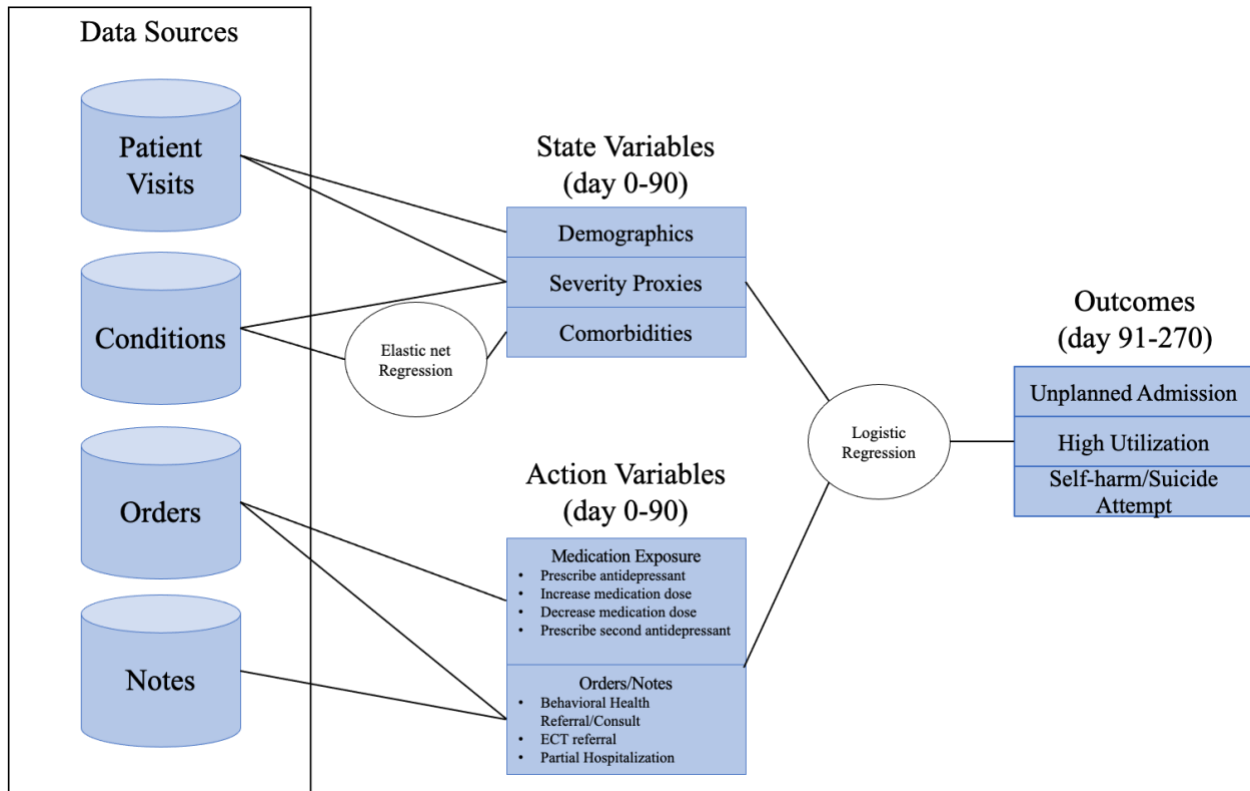 Data Sources
Patient
Visits
Conditions
Orders
Notes
State Variables
(day 0-90)
Demographics
Severity Proxies
Comorbidities
Elastic net
Regression
Action Variables
(day 0-90)
Medication Exposure
• Prescribe antidepressant
• Increase medication dose
• Decrease medication dose
• Prescribe second antidepressant
Orders/Notes
• Behavioral Health
Referral/Consult
• ECT referral
• Partial Hospitalization
Logistic
Regression
Outcomes
(day 91-270)
Unplanned Admission
High Utilization
Self-harm/Suicide
Attempt